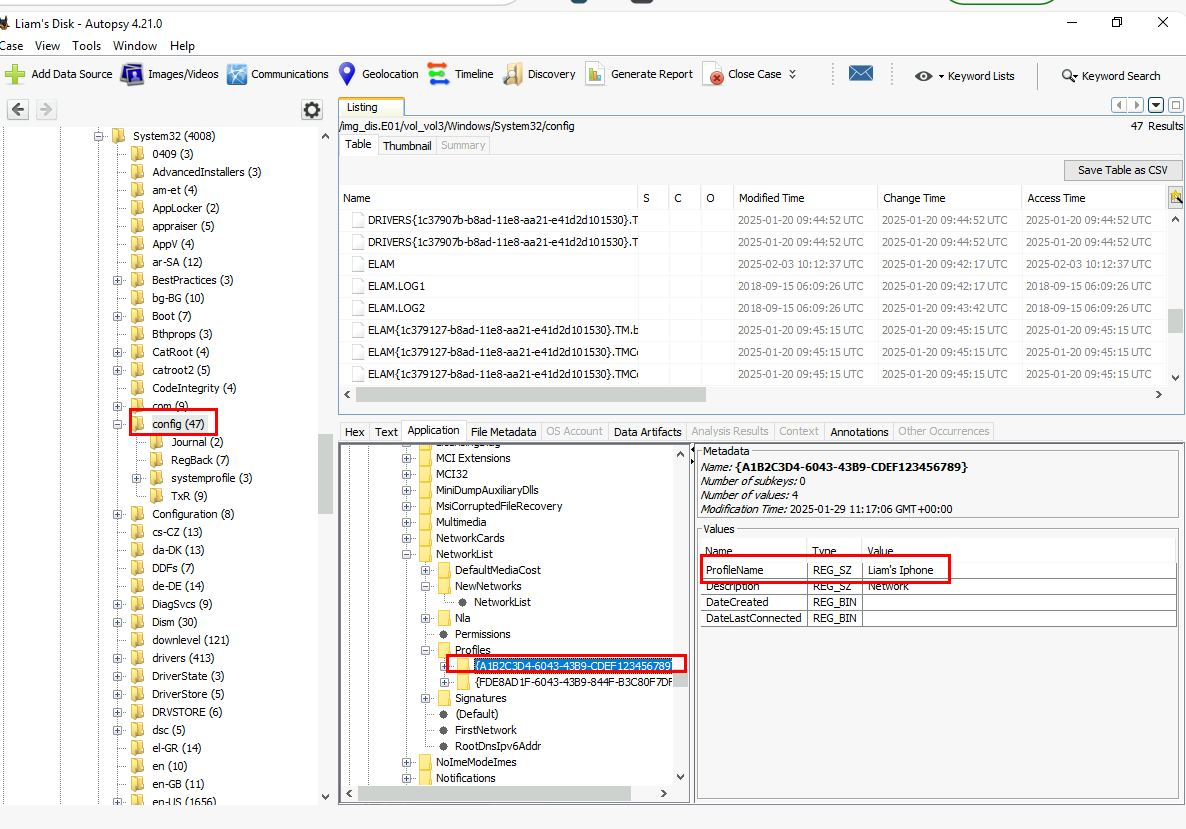 Liam's Disk - Autopsy 4.21.0
Case View Tools Window Help
Add Data Source Images/Videos Communications Geolocation Timeline Discovery Generate Report Close Case Keyword Lists Keyword Search
System32 (4008)
0409 (3)
AdvancedInstallers (3)
am-et (4)
AppLocker (2)
appraiser (5)
AppV (4)
ar-SA (12)
BestPractices (3)
bg-BG (10)
Boot (7)
Bthprops (3)
CatRoot (4)
catroot2 (5)
CodeIntegrity (4)
com (9)
config (47)
Journal (2)
RegBack (7)
systemprofile (3)
TxR (9)
Configuration (8)
cs-CZ (13)
da-DK (13)
DDFs (7)
de-DE (14)
DiagSvcs (9)
Dism (30)
downlevel (121)
drivers (413)
DriverState (3)
DriverStore (5)
DRVSTORE (6)
dsc (5)
el-GR (14)
en (10)
en-GB (11)
en-US (1656)
Listing
/img_dis.E01/vol_vol3/Windows/System32/config
47 Results
Table Thumbnail Summary
Save Table as CSV
Name S C O Modified Time Change Time Access Time
DRIVERS{1c37907b-b8ad-11e8-aa21-e41d2d101530}.T 2025-01-20 09:44:52 UTC 2025-01-20 09:44:52 UTC 2025-01-20 09:44:52 UTC
DRIVERS{1c37907b-b8ad-11e8-aa21-e41d2d101530}.T 2025-01-20 09:44:52 UTC 2025-01-20 09:44:52 UTC 2025-01-20 09:44:52 UTC
ELAM 2025-02-03 10:12:37 UTC 2025-01-20 09:42:17 UTC 2025-02-03 10:12:37 UTC
ELAM.LOG1 2018-09-15 06:09:26 UTC 2025-01-20 09:42:17 UTC 2018-09-15 06:09:26 UTC
ELAM.LOG2 2018-09-15 06:09:26 UTC 2025-01-20 09:43:42 UTC 2018-09-15 06:09:26 UTC
ELAM{1c379127-b8ad-11e8-aa21-e41d2d101530}.TM.b 2025-01-20 09:45:15 UTC 2025-01-20 09:45:15 UTC 2025-01-20 09:45:15 UTC
ELAM{1c379127-b8ad-11e8-aa21-e41d2d101530}.TMCo 2025-01-20 09:45:15 UTC 2025-01-20 09:45:15 UTC 2025-01-20 09:45:15 UTC
ELAM{1c379127-b8ad-11e8-aa21-e41d2d101530}.TMCo 2025-01-20 09:45:15 UTC 2025-01-20 09:45:15 UTC 2025-01-20 09:45:15 UTC
Hex Text Application File Metadata OS Account Data Artifacts Analysis Results Context Annotations Other Occurrences
MCI Extensions
MCI32
MiniDumpAuxiliaryDlls
MsiCorruptedFileRecovery
Multimedia
NetworkCards
NetworkList
DefaultMediaCost
NewNetworks
NetworkList
Nla
Permissions
Profiles
{A1B2C3D4-6043-43B9-CDEF123456789
{FDE8AD1F-6043-43B9-844F-B3C80F7DF
Signatures
(Default)
FirstNetwork
RootDnsIpv6Addr
NoImeModeImes
Notifications
Metadata
Name: {A1B2C3D4-6043-43B9-CDEF123456789}
Number of subkeys: 0
Number of values: 4
Modification Time: 2025-01-29 11:17:06 GMT+00:00
Values
Name Type Value
ProfileName REG_SZ Liam's Iphone
Description REG_SZ Network
DateCreated REG_BIN
DateLastConnected REG_BIN